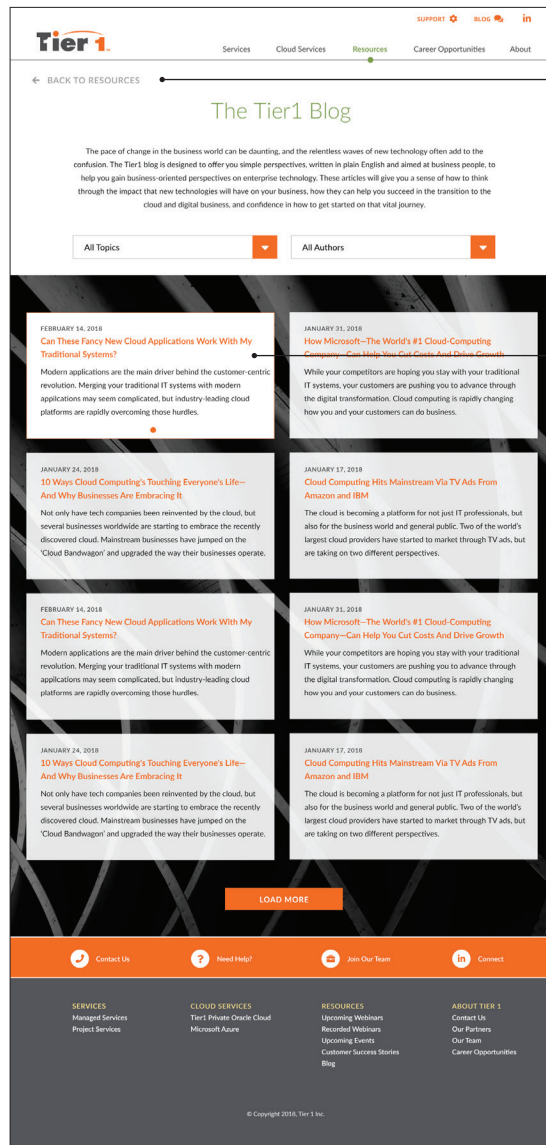 SUPPORT BLOG in
Tier 1
Services Cloud Services Resources Career Opportunities About
← BACK TO RESOURCES
The Tier1 Blog
The pace of change in the business world can be daunting, and the relentless waves of new technology often add to the
confusion. The Tier1 blog is designed to offer you simple perspectives, written in plain English and aimed at business people, to
help you gain business-oriented perspectives on enterprise technology. These articles will give you a sense of how to think
through the impact that new technologies will have on your business, how they can help you succeed in the transition to the
cloud and digital business, and confidence in how to get started on that vital journey.
All Topics All Authors
FEBRUARY 14, 2018
Can These Fancy New Cloud Applications Work With My
Traditional Systems?
Modern applications are the main driver behind the customer-centric
revolution. Merging your traditional IT systems with modern
applications may seem complicated, but industry-leading cloud
platforms are rapidly overcoming those hurdles.
JANUARY 31, 2018
How Microsoft—The World's #1 Cloud-Computing
Company—Can Help You Cut Costs And Drive Growth
While your competitors are hoping you stay with your traditional
IT systems, your customers are pushing you to advance through
the digital transformation. Cloud computing is rapidly changing
how you and your customers can do business.
JANUARY 24, 2018
10 Ways Cloud Computing's Touching Everyone's Life—
And Why Businesses Are Embracing It
Not only have tech companies been reinvented by the cloud, but
several businesses worldwide are starting to embrace the recently
discovered cloud. Mainstream businesses have jumped on the
'Cloud Bandwagon' and upgraded the way their businesses operate.
JANUARY 17, 2018
Cloud Computing Hits Mainstream Via TV Ads From
Amazon and IBM
The cloud is becoming a platform for not just IT professionals, but
also for the business world and general public. Two of the world's
largest cloud providers have started to market through TV ads, but
are taking on two different perspectives.
FEBRUARY 14, 2018
Can These Fancy New Cloud Applications Work With My
Traditional Systems?
Modern applications are the main driver behind the customer-centric
revolution. Merging your traditional IT systems with modern
applications may seem complicated, but industry-leading cloud
platforms are rapidly overcoming those hurdles.
JANUARY 31, 2018
How Microsoft—The World's #1 Cloud-Computing
Company—Can Help You Cut Costs And Drive Growth
While your competitors are hoping you stay with your traditional
IT systems, your customers are pushing you to advance through
the digital transformation. Cloud computing is rapidly changing
how you and your customers can do business.
JANUARY 24, 2018
10 Ways Cloud Computing's Touching Everyone's Life—
And Why Businesses Are Embracing It
Not only have tech companies been reinvented by the cloud, but
several businesses worldwide are starting to embrace the recently
discovered cloud. Mainstream businesses have jumped on the
'Cloud Bandwagon' and upgraded the way their businesses operate.
JANUARY 17, 2018
Cloud Computing Hits Mainstream Via TV Ads From
Amazon and IBM
The cloud is becoming a platform for not just IT professionals, but
also for the business world and general public. Two of the world's
largest cloud providers have started to market through TV ads, but
are taking on two different perspectives.
LOAD MORE
Contact Us ? Need Help? Join Our Team in Connect
SERVICES
Managed Services
Project Services
CLOUD SERVICES
Tier1 Private Oracle Cloud
Microsoft Azure
RESOURCES
Upcoming Webinars
Recorded Webinars
Upcoming Events
Customer Success Stories
Blog
ABOUT TIER 1
Contact Us
Our Partners
Our Team
Career Opportunities
© Copyright 2018, Tier 1 Inc.